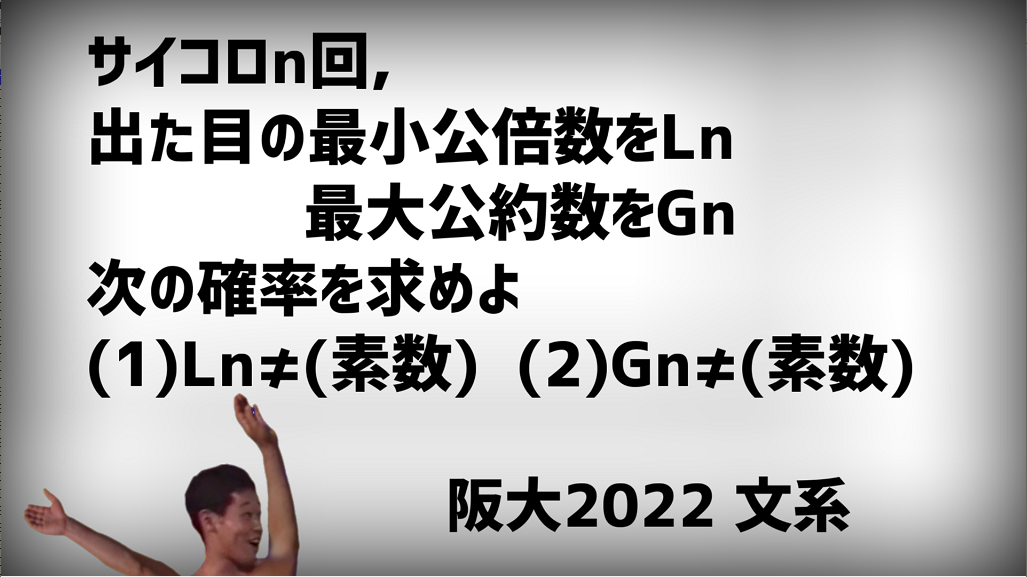 サイコロn回,
出た目の最小公倍数をLn
最大公約数をGn
次の確率を求めよ
(1)Ln≠(素数) (2)Gn≠(素数)
阪大2022 文系